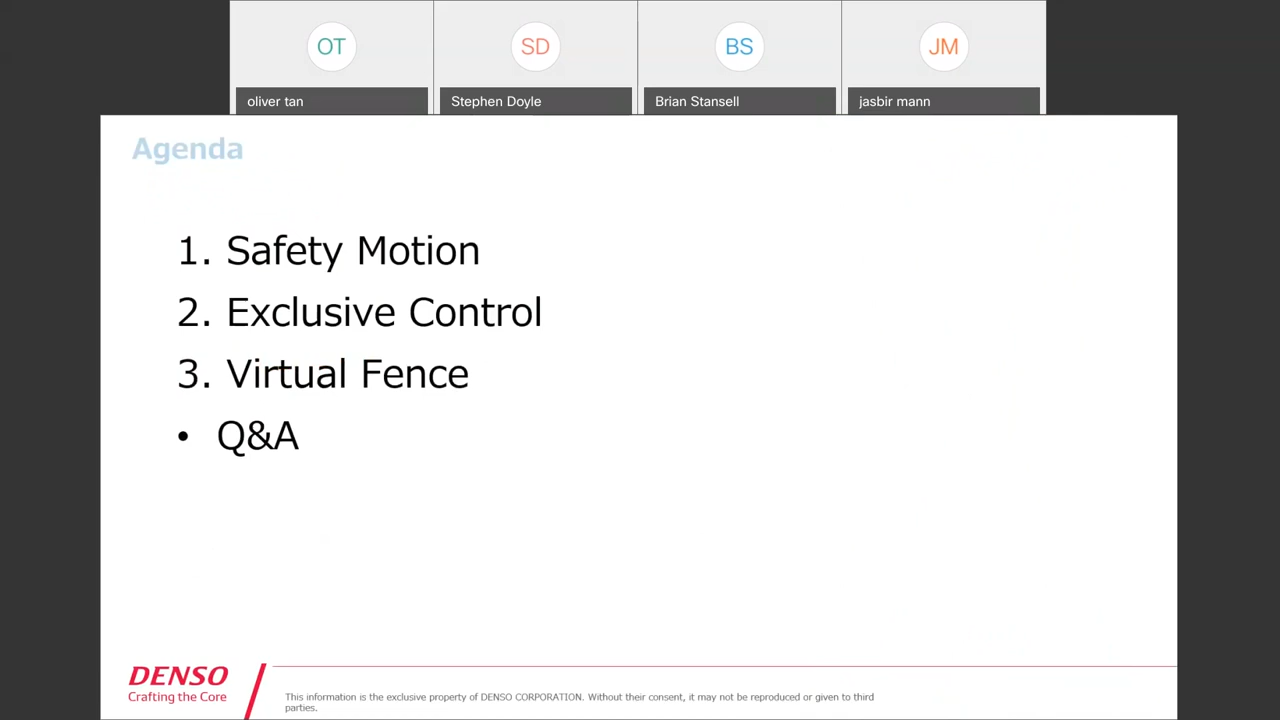 OT
SD
BS
JM
oliver tan
Stephen Doyle
Brian Stansell
jasbir mann
Agenda
1. Safety Motion
2. Exclusive Control
3. Virtual Fence
• Q&A
DENSO
Crafting the Core
This information is the exclusive property of DENSO CORPORATION. Without their consent, it may not be reproduced or given to third
parties.